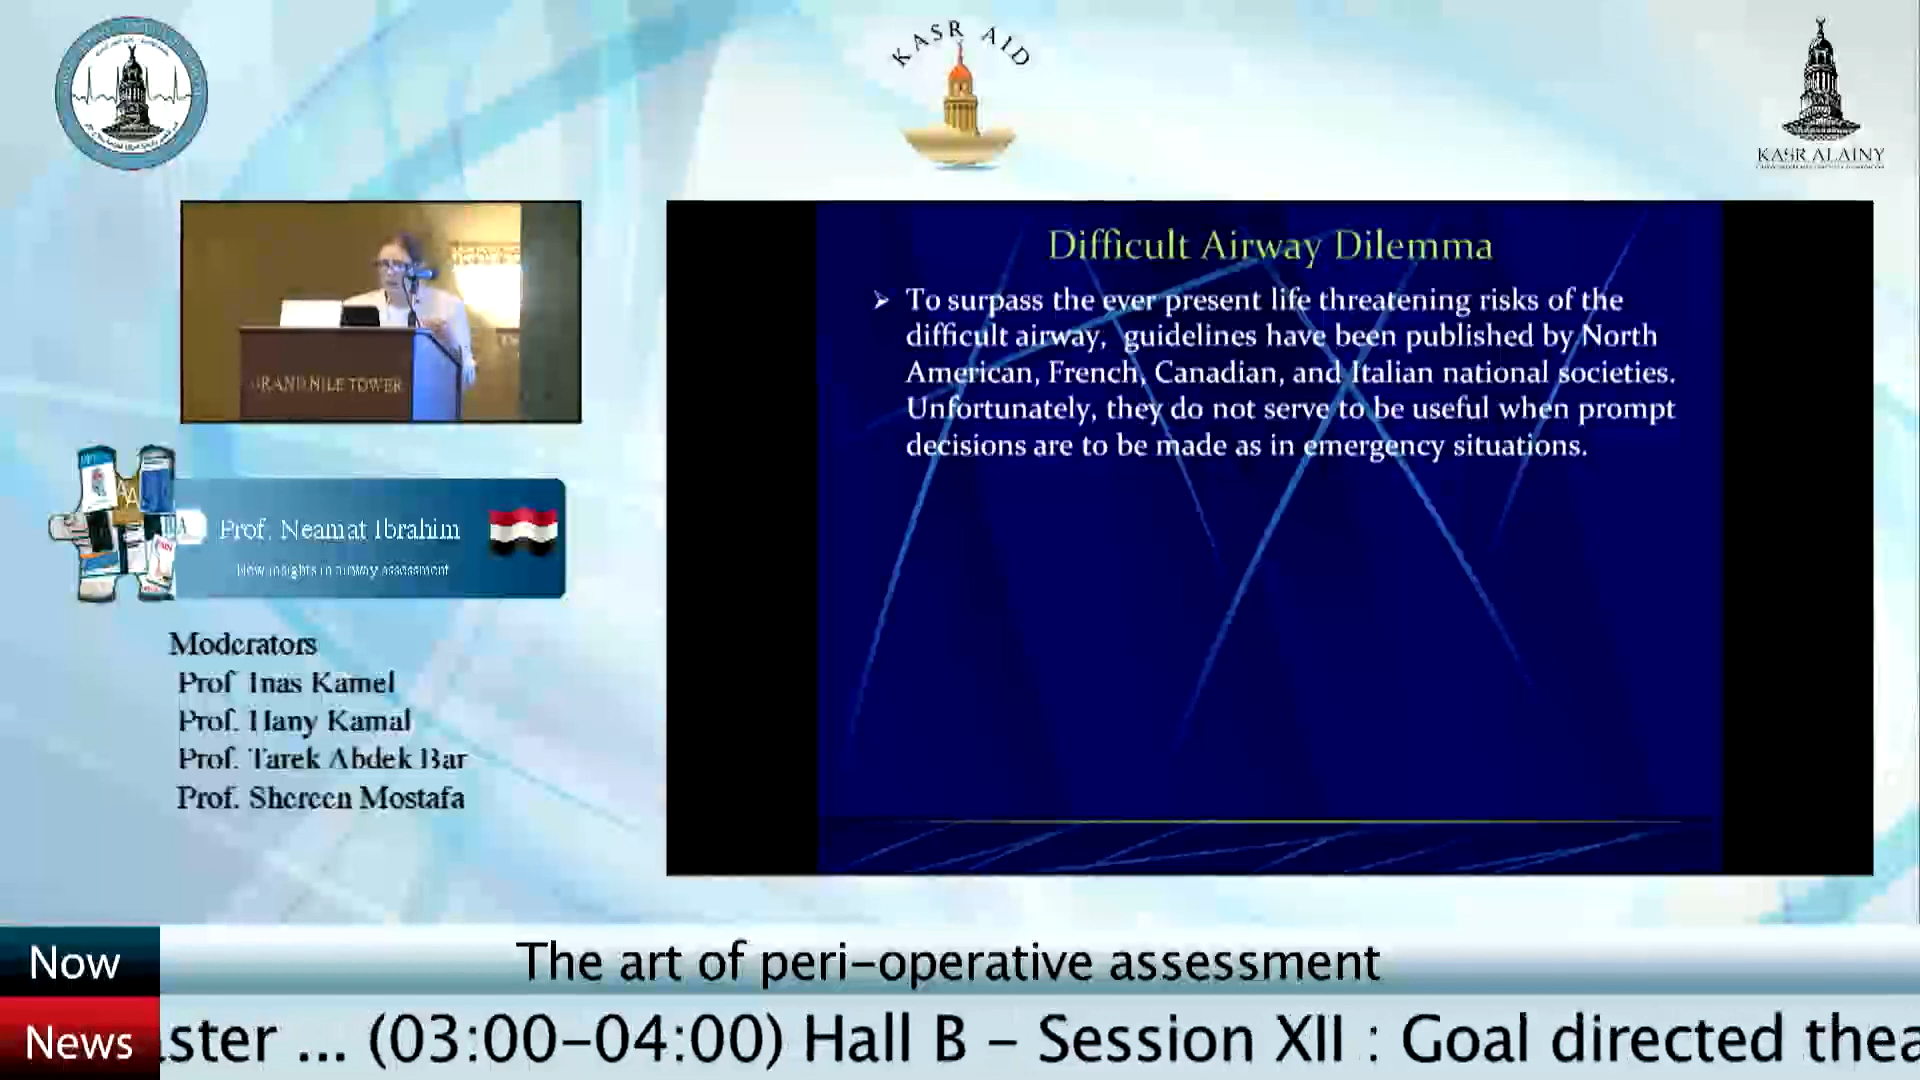 KASR AID
KASR ALAINY
Difficult Airway Dilemma
➢ To surpass the ever present life threatening risks of the
difficult airway, guidelines have been published by North
American, French, Canadian, and Italian national societies.
Unfortunately, they do not serve to be useful when prompt
decisions are to be made as in emergency situations.
GRAND NILE TOWER
Prof. Neamat Ibrahim
New insights in airway assessment
Moderators
Prof Inas Kamel
Prof. Hany Kamal
Prof. Tarek Abdek Bar
Prof. Shereen Mostafa
Now
The art of peri-operative assessment
News
aster ... (03:00-04:00) Hall B - Session XII : Goal directed thea